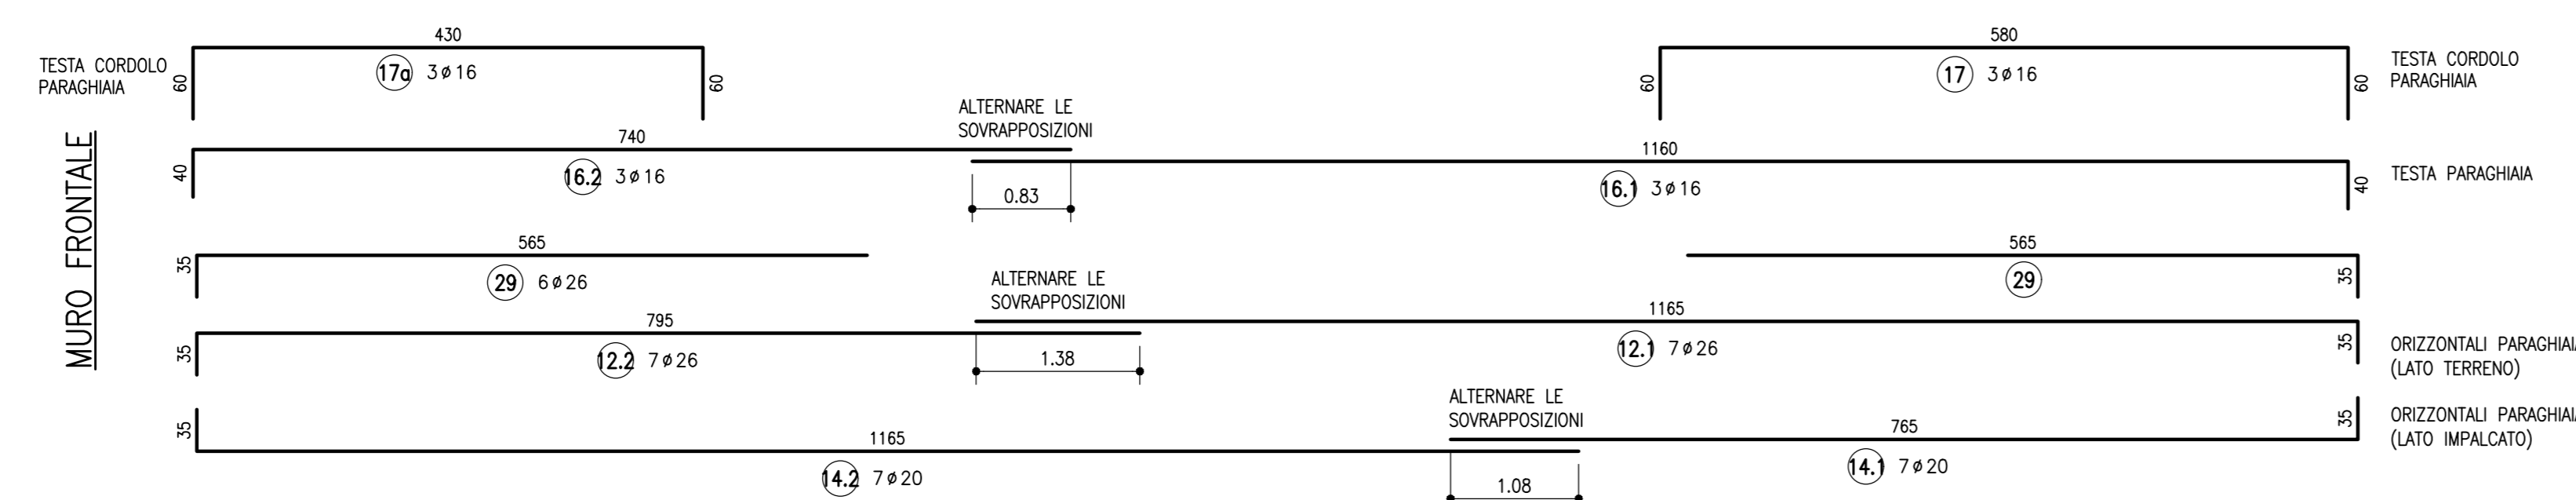 430
580
TESTA CORDOLO
PARAGHIAIA
60
17a 3ø16
60
60
17 3ø16
60
TESTA CORDOLO
PARAGHIAIA
MURO FRONTALE
ALTERNARE LE
SOVRAPPOSIZIONI
740
1160
40
16.2 3ø16
0.83
16.1 3ø16
40
TESTA PARAGHIAIA
565
565
35
29 6ø26
29
35
ALTERNARE LE
SOVRAPPOSIZIONI
795
1165
35
12.2 7ø26
1.38
12.1 7ø26
35
ORIZZONTALI PARAGHIAIA
(LATO TERRENO)
ALTERNARE LE
SOVRAPPOSIZIONI
35
1165
765
35
ORIZZONTALI PARAGHIAIA
(LATO IMPALCATO)
14.2 7ø20
14.1 7ø20
1.08